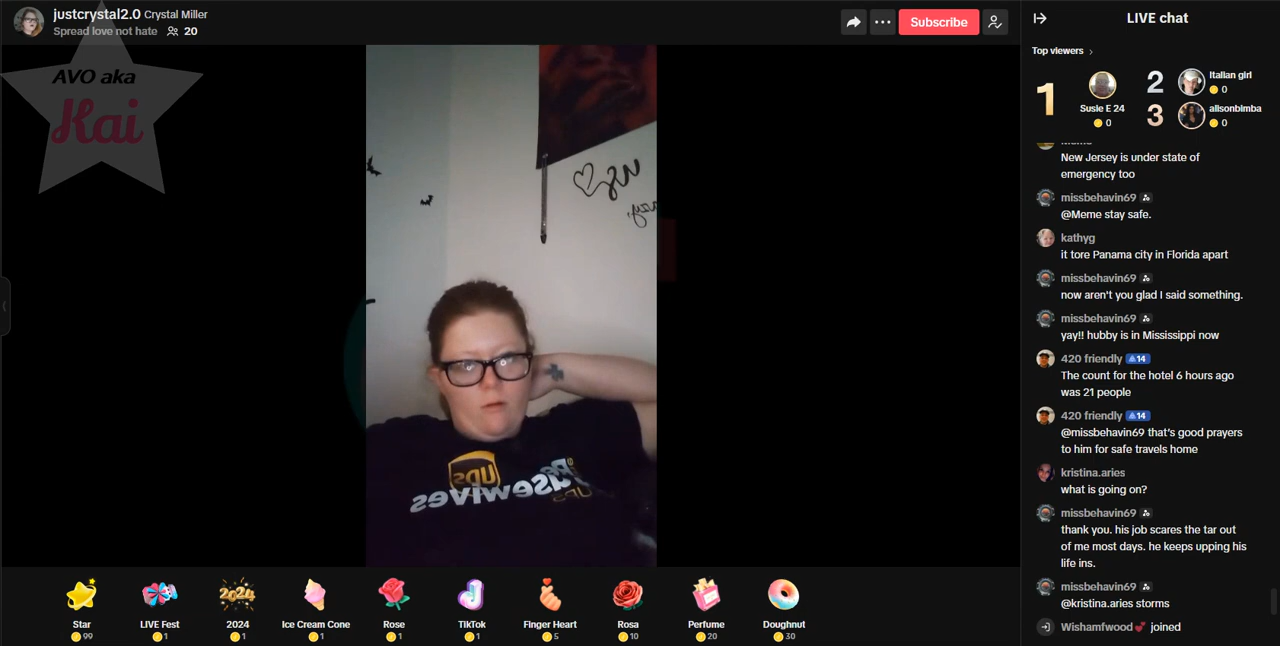 justcrystal2.0 Crystal Miller
Spread love not hate 20
Subscribe
AVO aka
Kai
us
UPS
LIVE chat
Top viewers
1
Susie E 24
0
2
Italian girl
0
3
alisonbimba
0
New Jersey is under state of
emergency too
missbehavin69
@Meme stay safe.
kathyg
it tore Panama city in Florida apart
missbehavin69
now aren't you glad I said something.
missbehavin69
yay!! hubby is in Mississippi now
420 friendly 14
The count for the hotel 6 hours ago
was 21 people
420 friendly 14
@missbehavin69 that's good prayers
to him for safe travels home
kristina.aries
what is going on?
missbehavin69
thank you. his job scares the tar out
of me most days. he keeps upping his
life ins.
missbehavin69
@kristina.aries storms
Wishamfwood💕 joined
2024
Star
99
LIVE Fest
1
2024
1
Ice Cream Cone
1
Rose
1
TikTok
1
Finger Heart
5
Rosa
10
Perfume
20
Doughnut
30